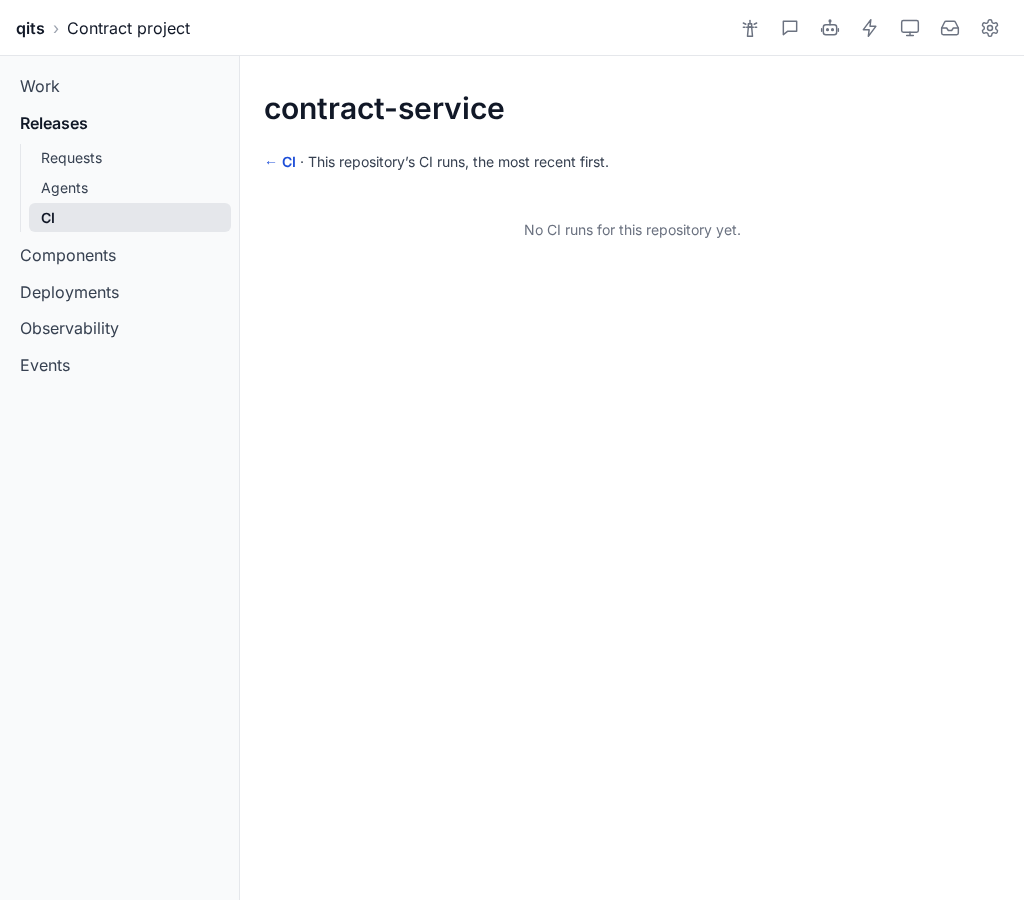 qits › Contract project
Work
Releases
Requests
Agents
CI
Components
Deployments
Observability
Events
contract-service
← CI · This repository’s CI runs, the most recent first.
No CI runs for this repository yet.